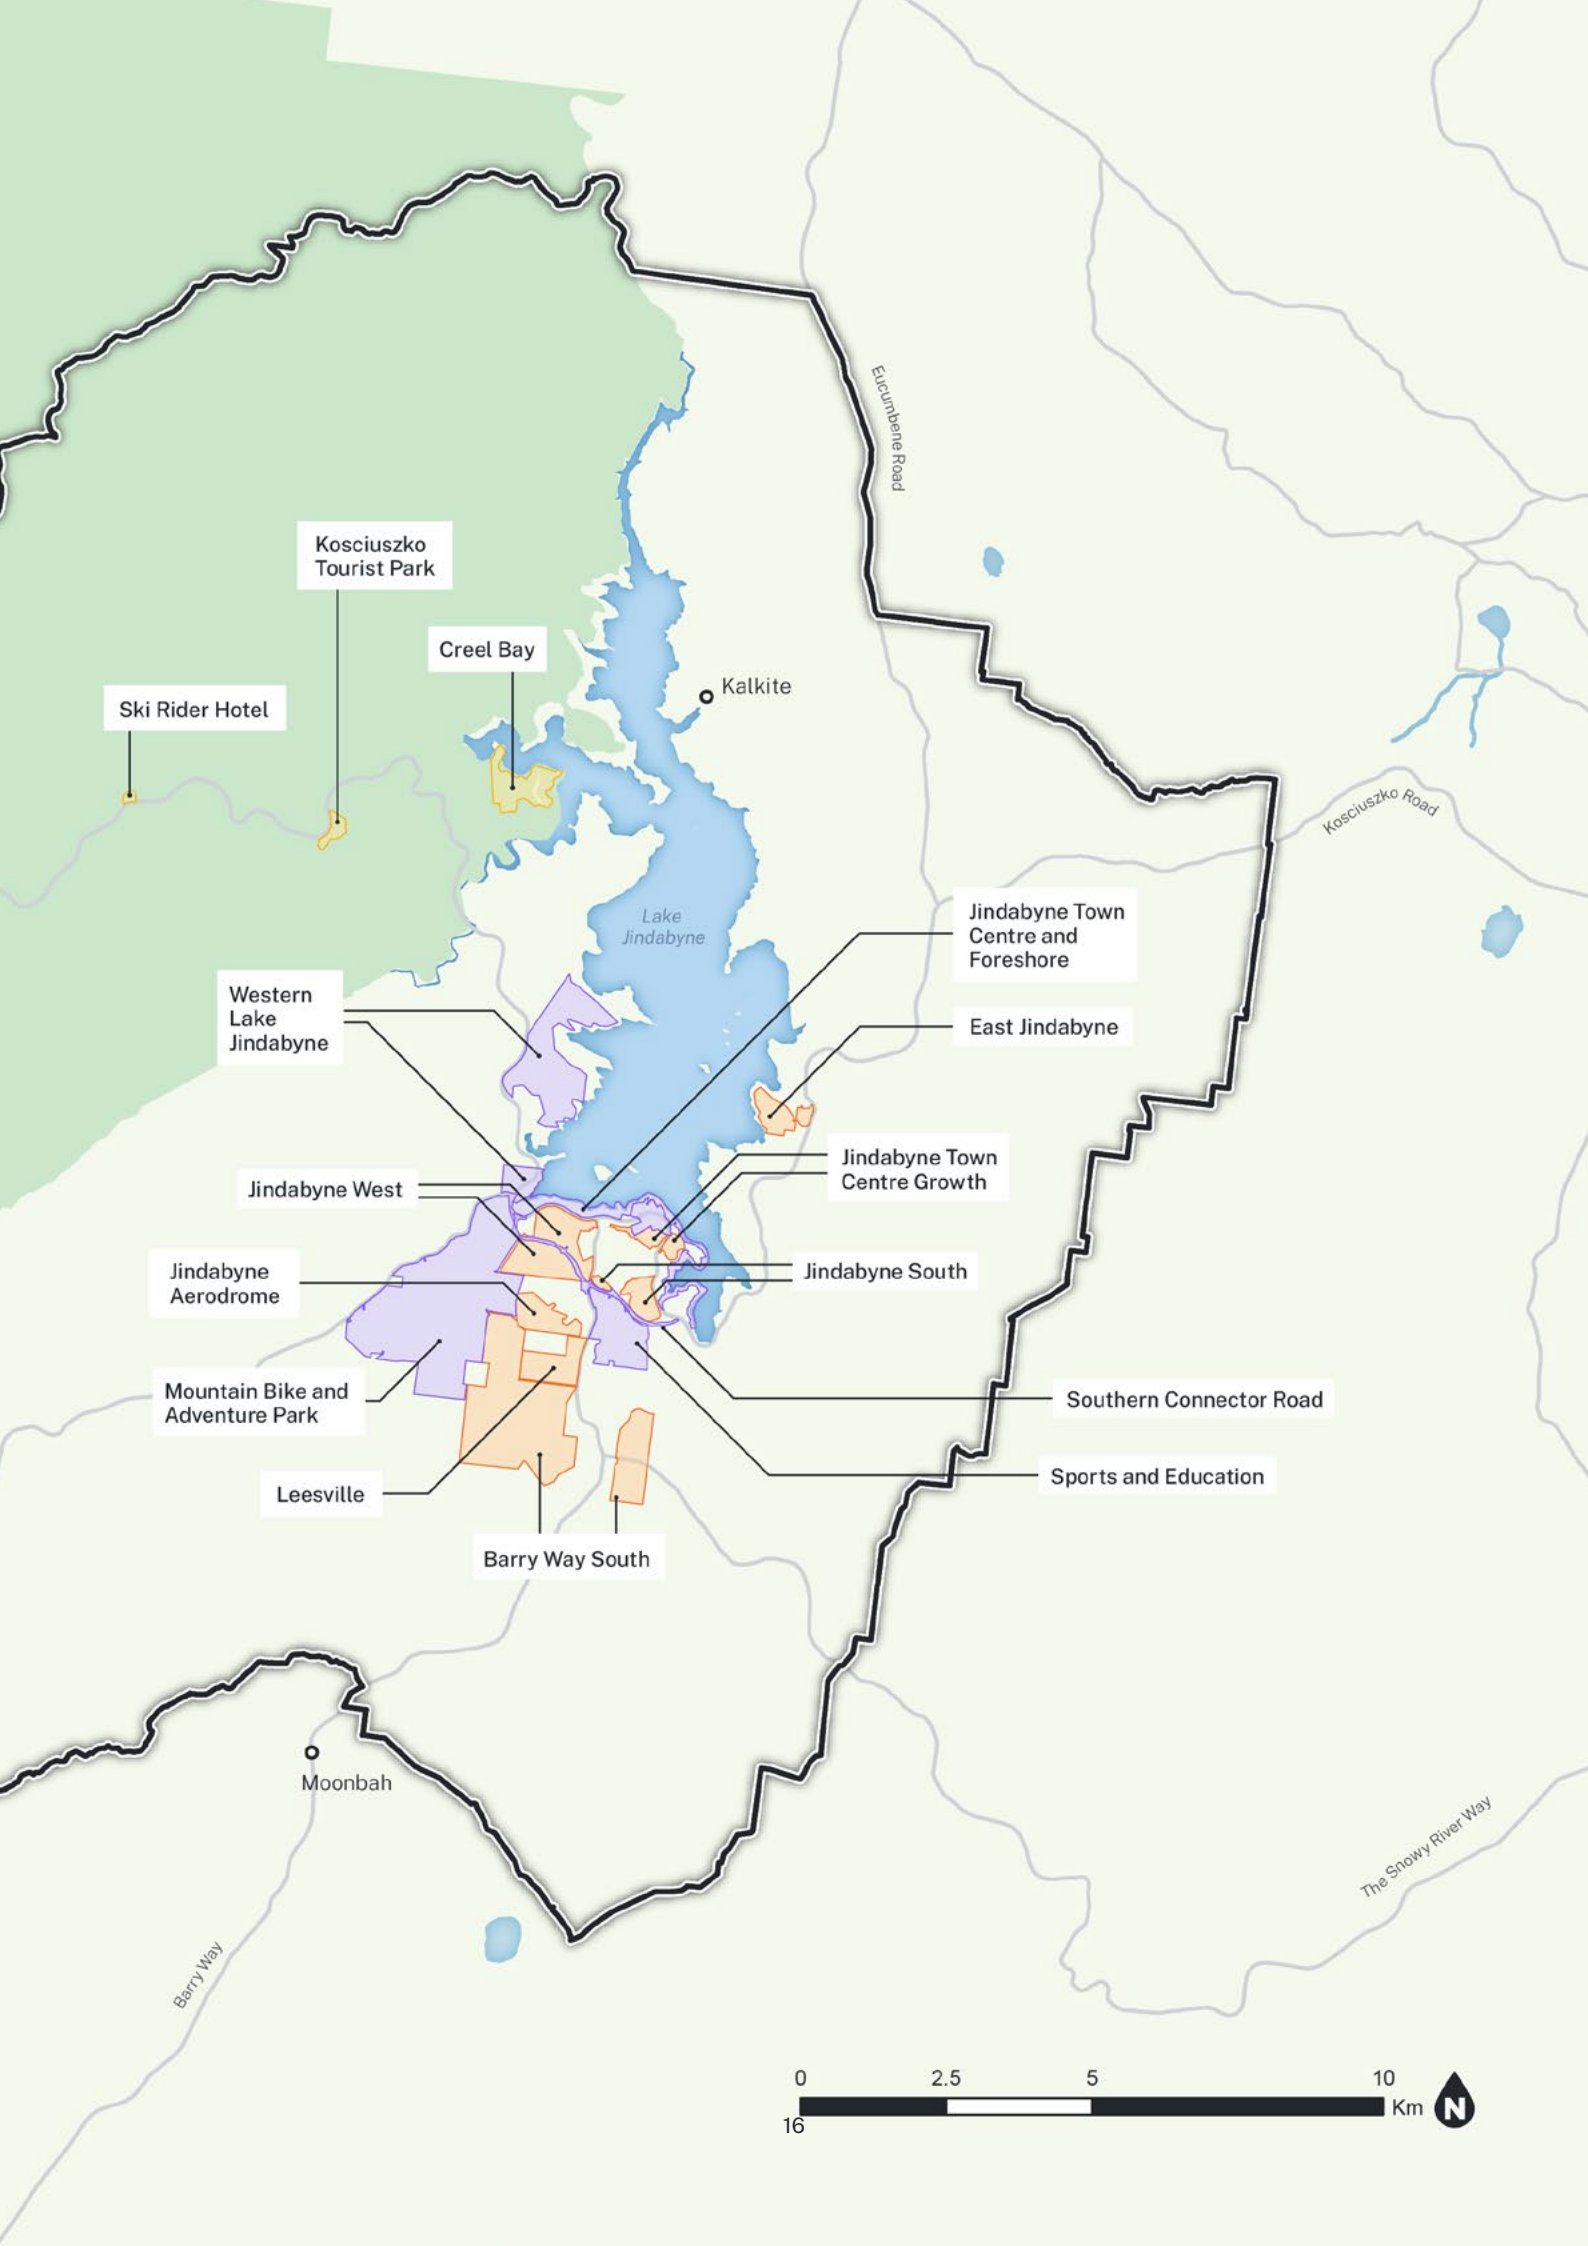 Eucumbene Road
Kosciuszko
Tourist Park
Creel Bay
Kalkite
Ski Rider Hotel
Kosciuszko Road
Lake
Jindabyne
Jindabyne Town
Centre and
Foreshore
Western
Lake
Jindabyne
East Jindabyne
Jindabyne Town
Centre Growth
Jindabyne West
Jindabyne
Aerodrome
Jindabyne South
Mountain Bike and
Adventure Park
Southern Connector Road
Leesville
Sports and Education
Barry Way South
Moonbah
The Snowy River Way
Barry Way
0 2.5 5 10
Km
N
16